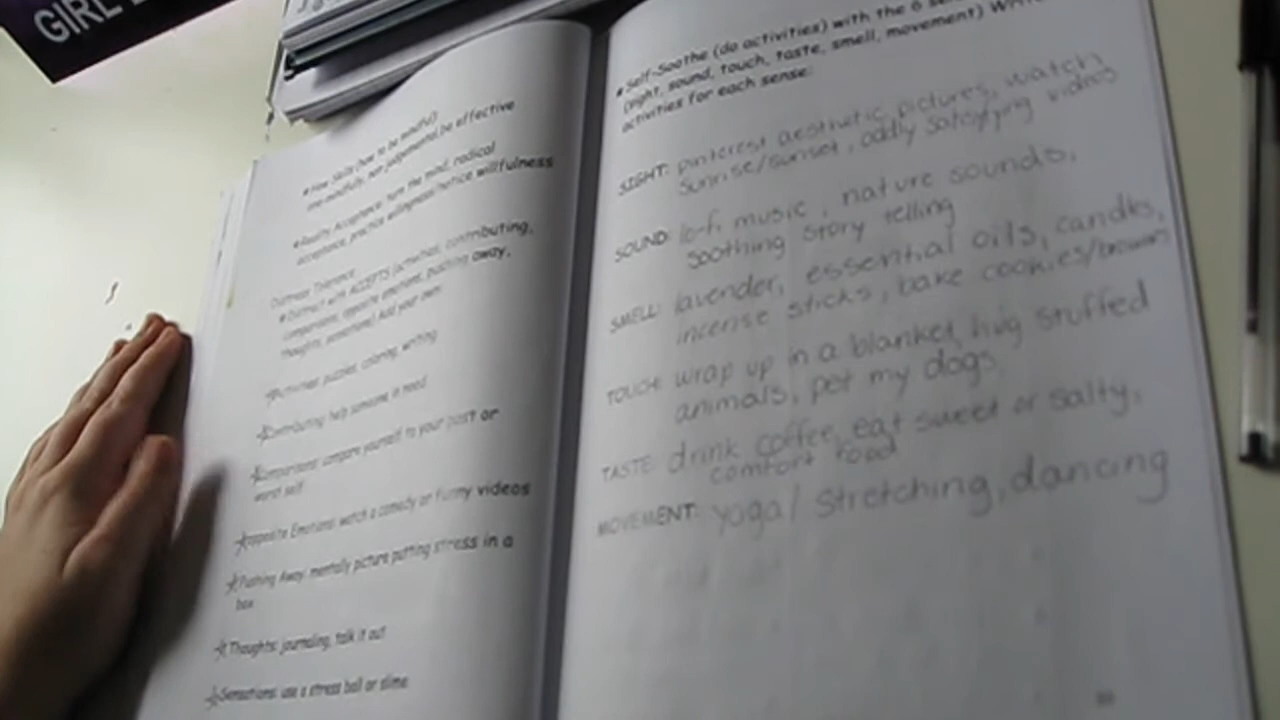 GIRL
* How Skills (how to be mindful)
one-mindfully, non judgemental, be effective
* Reality Acceptance: turn the mind, radical
acceptance, practice willingness/notice willfulness
Distress Tolerance
* Distract with ACCEPTS (activities, contributing,
comparisons, opposite emotions, pushing away,
thoughts, sensations) Add your own:
Activities: puzzles, coloring, writing
Contributing: help someone in need
Comparisons: compare yourself to your past or
worst self
Opposite Emotions: watch a comedy or funny videos
Pushing Away: mentally picture putting stress in a
box
Thoughts: journaling, talk it out
Sensations: use a stress ball or slime
* Self-Soothe (do activities) with the 6
(sight, sound, touch, taste, smell, movement)
activities for each sense:
SIGHT: pinterest aesthetic pictures, watch
sunrise/sunset, oddly satisfying videos
SOUND: lo-fi music, nature sounds,
soothing story telling
SMELL: lavender, essential oils, candles,
incense sticks, bake cookies/brown
TOUCH: wrap up in a blanket, hug stuffed
animals, pet my dogs
TASTE: drink coffee, eat sweet or salty,
comfort food
MOVEMENT: yoga/stretching, dancing